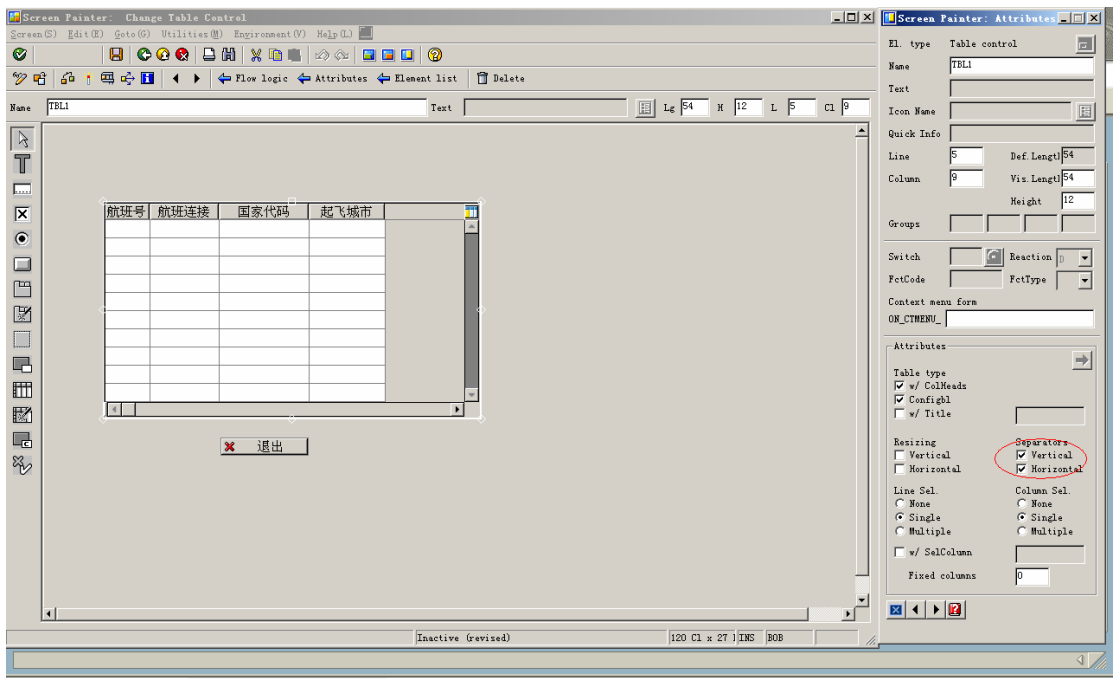 Screen Painter: Change Table Control
Screen(S) Edit(E) Goto(G) Utilities(M) Environment(V) Help(L)
Flow logic Attributes Element list Delete
Name TBL1 Text Lg 54 H 12 L 5 Cl 9
航班号 航班连接 国家代码 起飞城市
退出
Inactive (revised) 120 Cl x 27 l INS BOB
Screen Painter: Attributes
El. type Table control
Name TBL1
Text
Icon Name
Quick Info
Line 5 Def.Lengtl 54
Column 9 Vis.Lengtl 54
Height 12
Groups
Switch Reaction D
FctCode FctType
Context menu form
ON_CTMENU_
Attributes
Table type
w/ ColHeads
Configbl
w/ Title
Resizing Separators
Vertical Vertical
Horizontal Horizontal
Line Sel. Column Sel.
None None
Single Single
Multiple Multiple
w/ SelColumn
Fixed columns 0